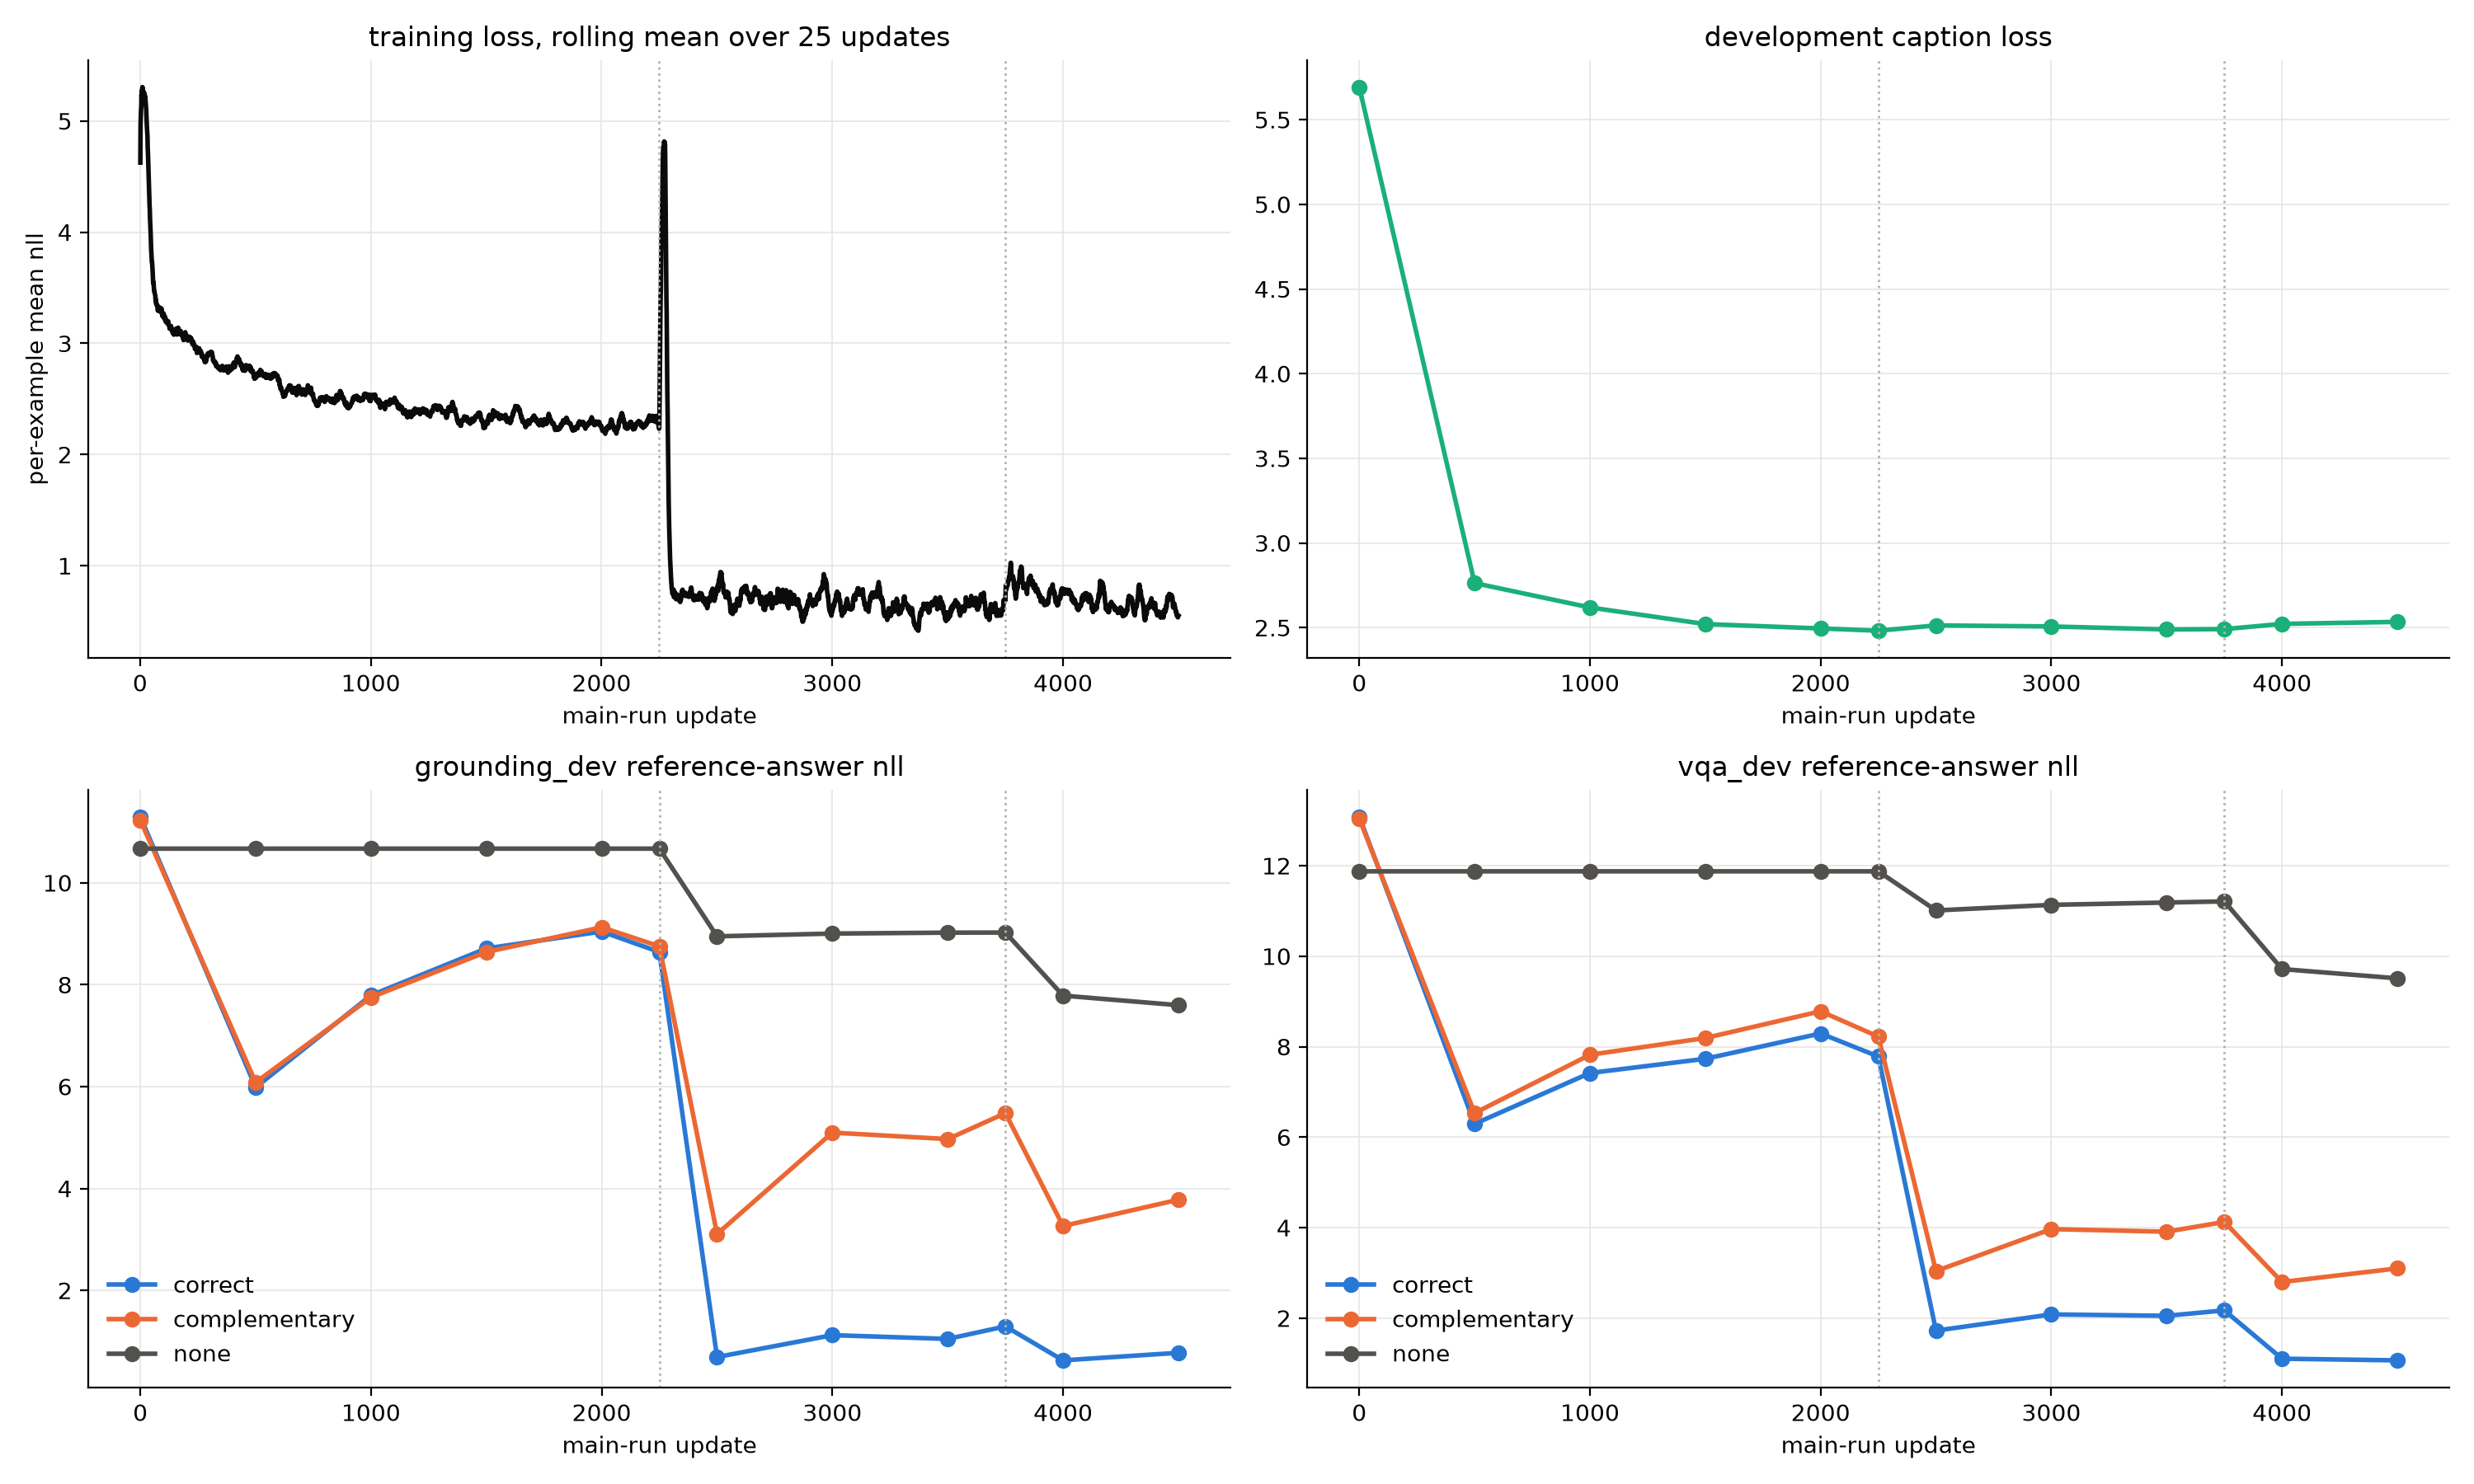 training loss, rolling mean over 25 updates
per-example mean nll
5
4
3
2
1
0 1000 2000 3000 4000
main-run update
development caption loss
5.5
5.0
4.5
4.0
3.5
3.0
2.5
0 1000 2000 3000 4000
main-run update
grounding_dev reference-answer nll
10
8
6
4
2
correct
complementary
none
0 1000 2000 3000 4000
main-run update
vqa_dev reference-answer nll
12
10
8
6
4
2
correct
complementary
none
0 1000 2000 3000 4000
main-run update